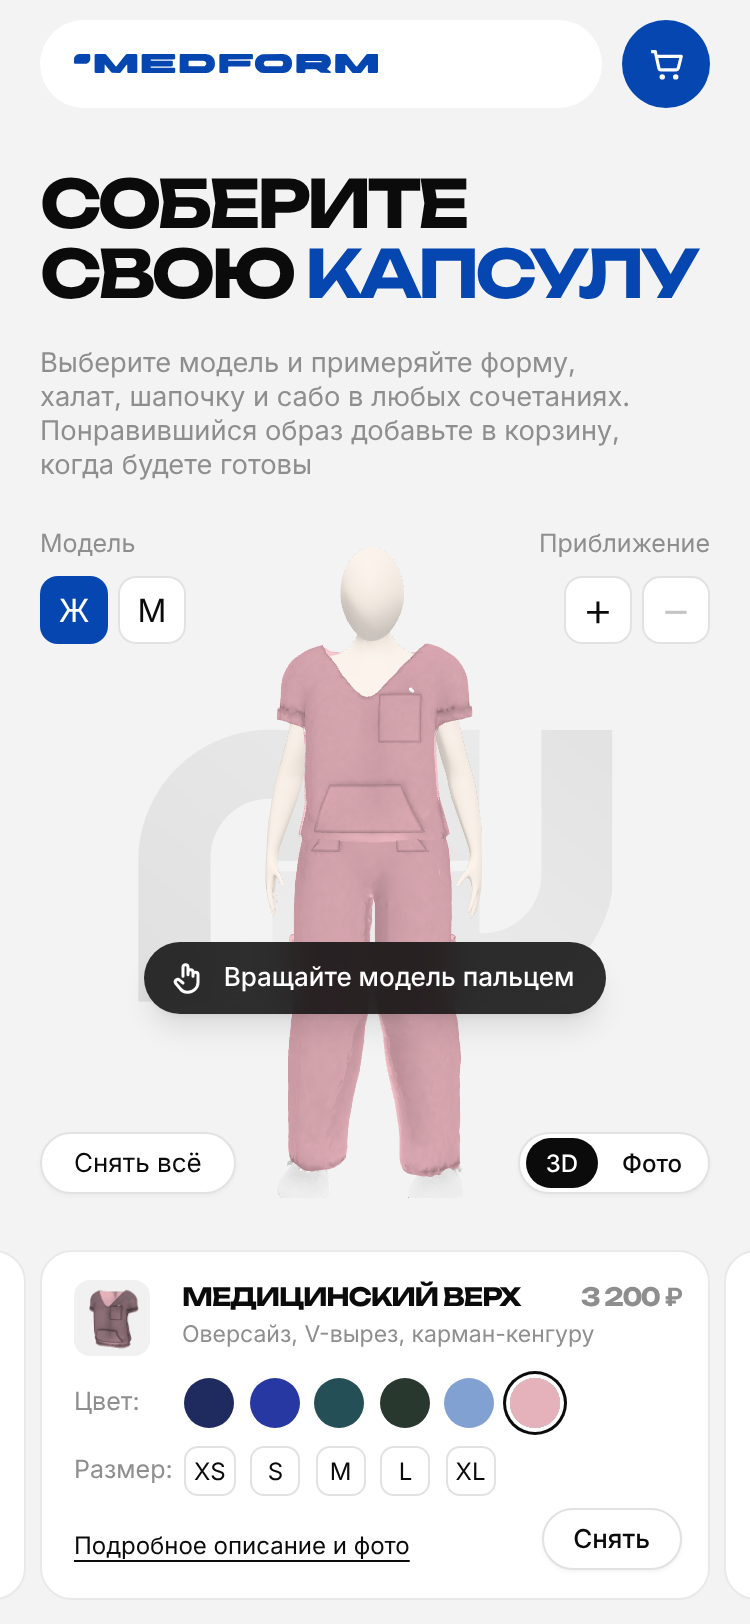 MEDFORM
СОБЕРИТЕ
СВОЮ КАПСУЛУ
Выберите модель и примеряйте форму,
халат, шапочку и сабо в любых сочетаниях.
Понравившийся образ добавьте в корзину,
когда будете готовы
Модель
Приближение
Ж М
+ −
Вращайте модель пальцем
Снять всё
3D Фото
МЕДИЦИНСКИЙ ВЕРХ 3 200 ₽
Оверсайз, V-вырез, карман-кенгуру
Цвет:
Размер: XS S M L XL
Подробное описание и фото
Снять